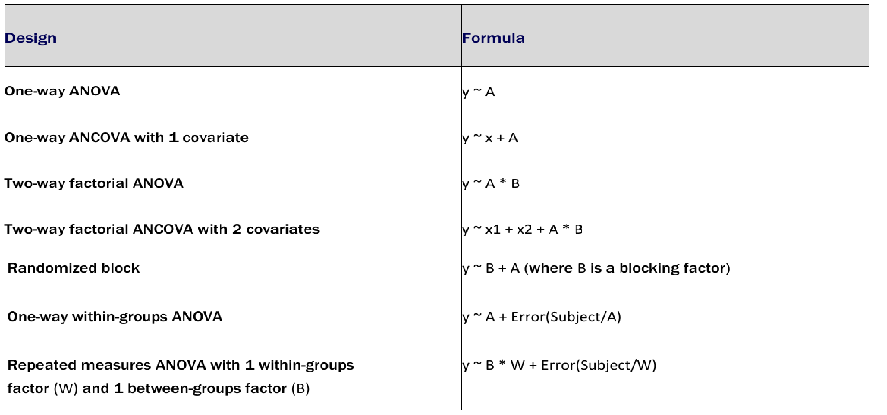 Design Formula
One-way ANOVA y ~ A
One-way ANCOVA with 1 covariate y ~ x + A
Two-way factorial ANOVA y ~ A * B
Two-way factorial ANCOVA with 2 covariates y ~ x1 + x2 + A * B
Randomized block y ~ B + A (where B is a blocking factor)
One-way within-groups ANOVA y ~ A + Error(Subject/A)
Repeated measures ANOVA with 1 within-groups y ~ B * W + Error(Subject/W)
factor (W) and 1 between-groups factor (B)